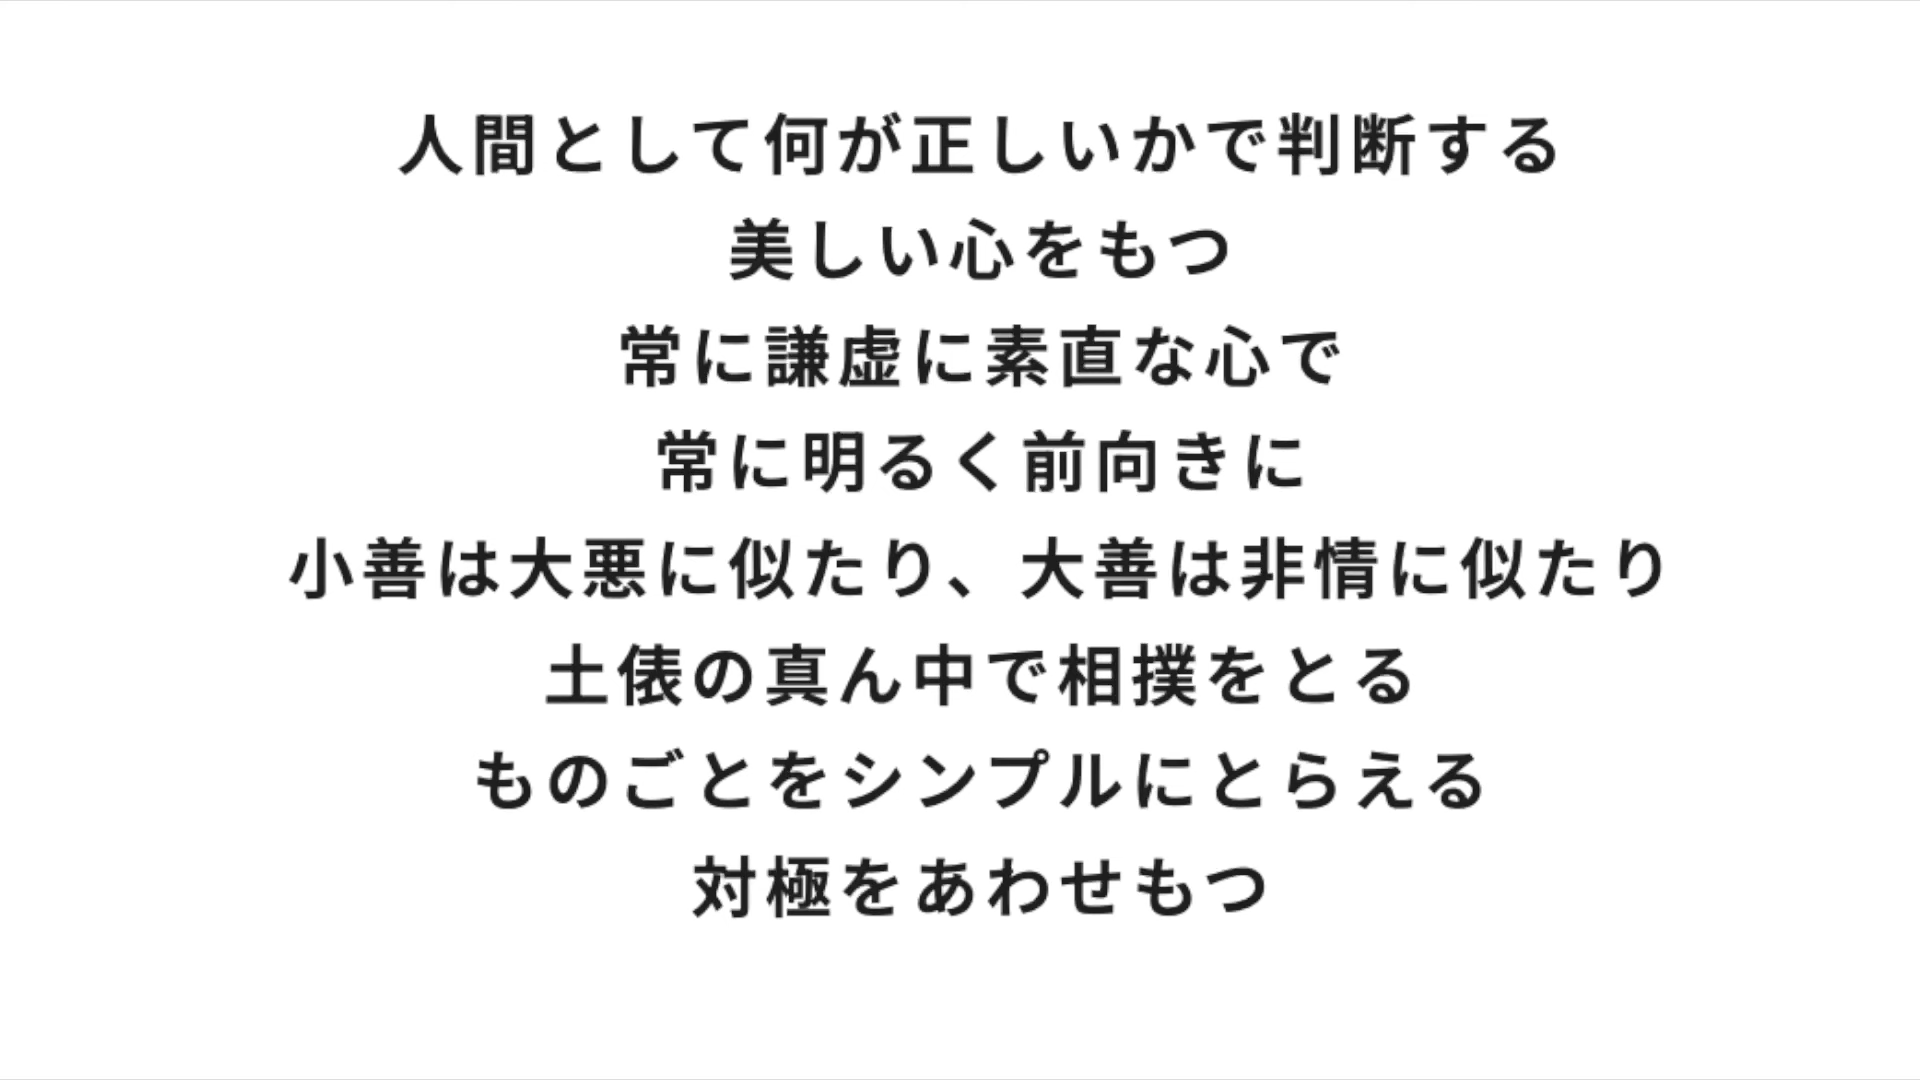 人間として何が正しいかで判断する
美しい心をもつ
常に謙虚に素直な心で
常に明るく前向きに
小善は大悪に似たり、大善は非情に似たり
土俵の真ん中で相撲をとる
ものごとをシンプルにとらえる
対極をあわせもつ